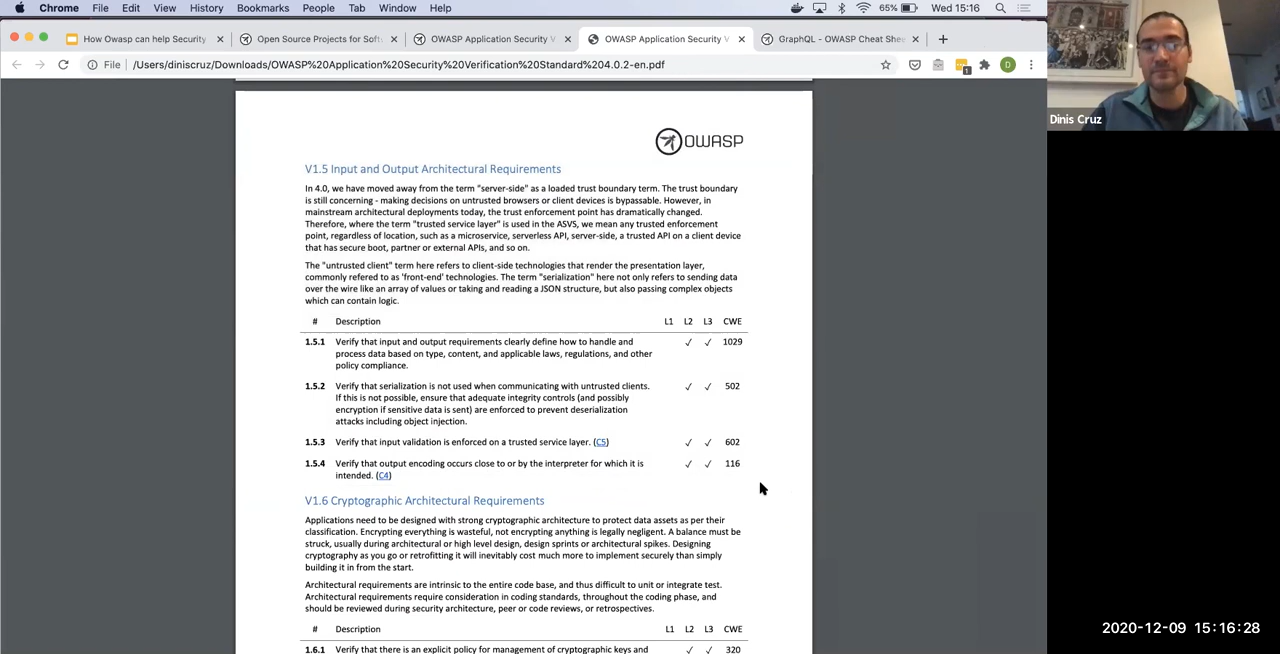 Chrome File Edit View History Bookmarks People Tab Window Help 65% Wed 15:16
How Owasp can help Security × Open Source Projects for Soft × OWASP Application Security V × OWASP Application Security V × GraphQL - OWASP Cheat Shee × +
File /Users/diniscruz/Downloads/OWASP%20Application%20Security%20Verification%20Standard%204.0.2-en.pdf 1 D
Dinis Cruz
OWASP
V1.5 Input and Output Architectural Requirements
In 4.0, we have moved away from the term "server-side" as a loaded trust boundary term. The trust boundary
is still concerning - making decisions on untrusted browsers or client devices is bypassable. However, in
mainstream architectural deployments today, the trust enforcement point has dramatically changed.
Therefore, where the term "trusted service layer" is used in the ASVS, we mean any trusted enforcement
point, regardless of location, such as a microservice, serverless API, server-side, a trusted API on a client device
that has secure boot, partner or external APIs, and so on.
The "untrusted client" term here refers to client-side technologies that render the presentation layer,
commonly refered to as 'front-end' technologies. The term "serialization" here not only refers to sending data
over the wire like an array of values or taking and reading a JSON structure, but also passing complex objects
which can contain logic.
# Description L1 L2 L3 CWE
1.5.1 Verify that input and output requirements clearly define how to handle and ✓ ✓ 1029
process data based on type, content, and applicable laws, regulations, and other
policy compliance.
1.5.2 Verify that serialization is not used when communicating with untrusted clients. ✓ ✓ 502
If this is not possible, ensure that adequate integrity controls (and possibly
encryption if sensitive data is sent) are enforced to prevent deserialization
attacks including object injection.
1.5.3 Verify that input validation is enforced on a trusted service layer. (C5) ✓ ✓ 602
1.5.4 Verify that output encoding occurs close to or by the interpreter for which it is ✓ ✓ 116
intended. (C4)
V1.6 Cryptographic Architectural Requirements
Applications need to be designed with strong cryptographic architecture to protect data assets as per their
classification. Encrypting everything is wasteful, not encrypting anything is legally negligent. A balance must be
struck, usually during architectural or high level design, design sprints or architectural spikes. Designing
cryptography as you go or retrofitting it will inevitably cost much more to implement securely than simply
building it in from the start.
Architectural requirements are intrinsic to the entire code base, and thus difficult to unit or integrate test.
Architectural requirements require consideration in coding standards, throughout the coding phase, and
should be reviewed during security architecture, peer or code reviews, or retrospectives.
# Description L1 L2 L3 CWE
1.6.1 Verify that there is an explicit policy for management of cryptographic keys and ✓ ✓ 320
2020-12-09 15:16:28